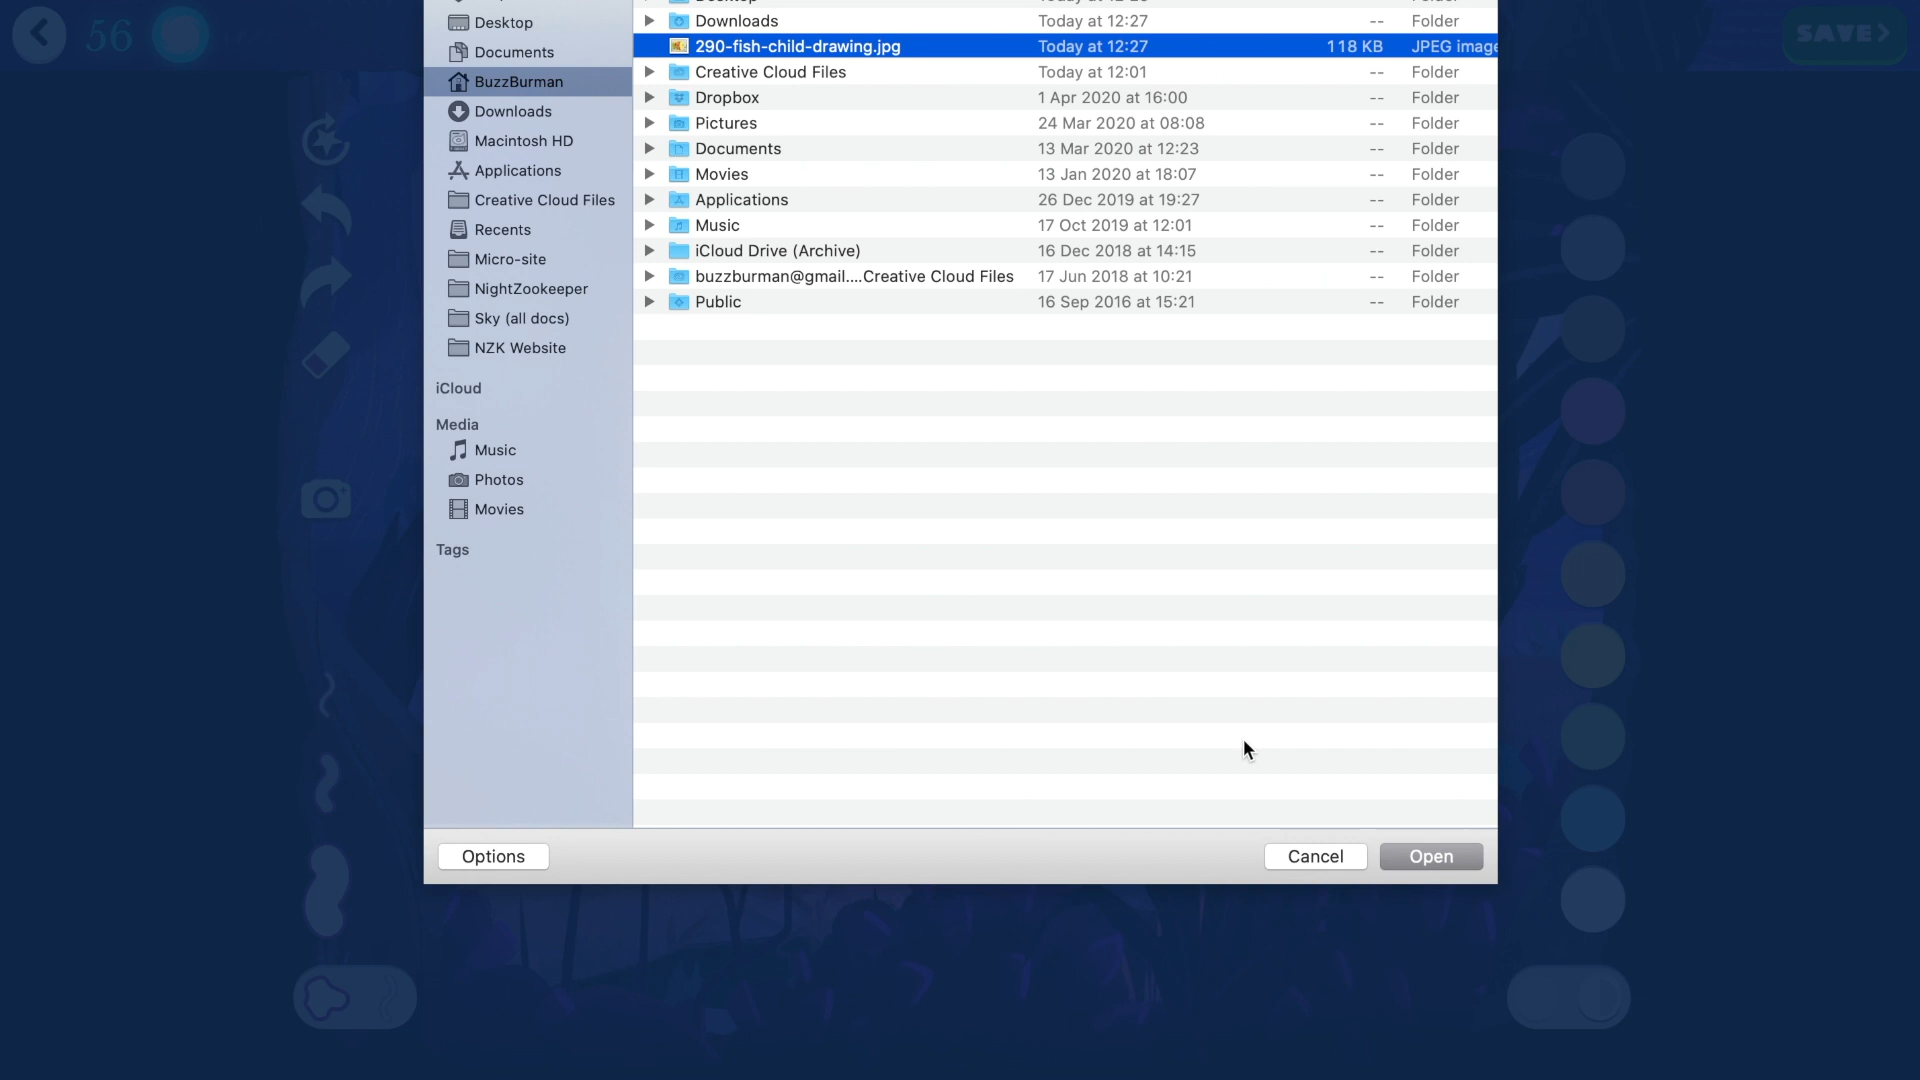 56
SAVE>
Desktop
Documents
BuzzBurman
Downloads
Macintosh HD
Applications
Creative Cloud Files
Recents
Micro-site
NightZookeeper
Sky (all docs)
NZK Website
iCloud
Media
Music
Photos
Movies
Tags
Downloads Today at 12:27 -- Folder
290-fish-child-drawing.jpg Today at 12:27 118 KB JPEG image
Creative Cloud Files Today at 12:01 -- Folder
Dropbox 1 Apr 2020 at 16:00 -- Folder
Pictures 24 Mar 2020 at 08:08 -- Folder
Documents 13 Mar 2020 at 12:23 -- Folder
Movies 13 Jan 2020 at 18:07 -- Folder
Applications 26 Dec 2019 at 19:27 -- Folder
Music 17 Oct 2019 at 12:01 -- Folder
iCloud Drive (Archive) 16 Dec 2018 at 14:15 -- Folder
buzzburman@gmail....Creative Cloud Files 17 Jun 2018 at 10:21 -- Folder
Public 16 Sep 2016 at 15:21 -- Folder
Options Cancel Open